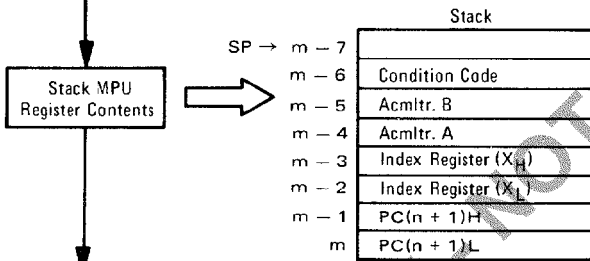 Stack
SP → m – 7
m – 6 Condition Code
Stack MPU
Register Contents
m – 5 Acmltr. B
m – 4 Acmltr. A
m – 3 Index Register (XH)
m – 2 Index Register (XL)
m – 1 PC(n + 1)H
m PC(n + 1)L
NOT